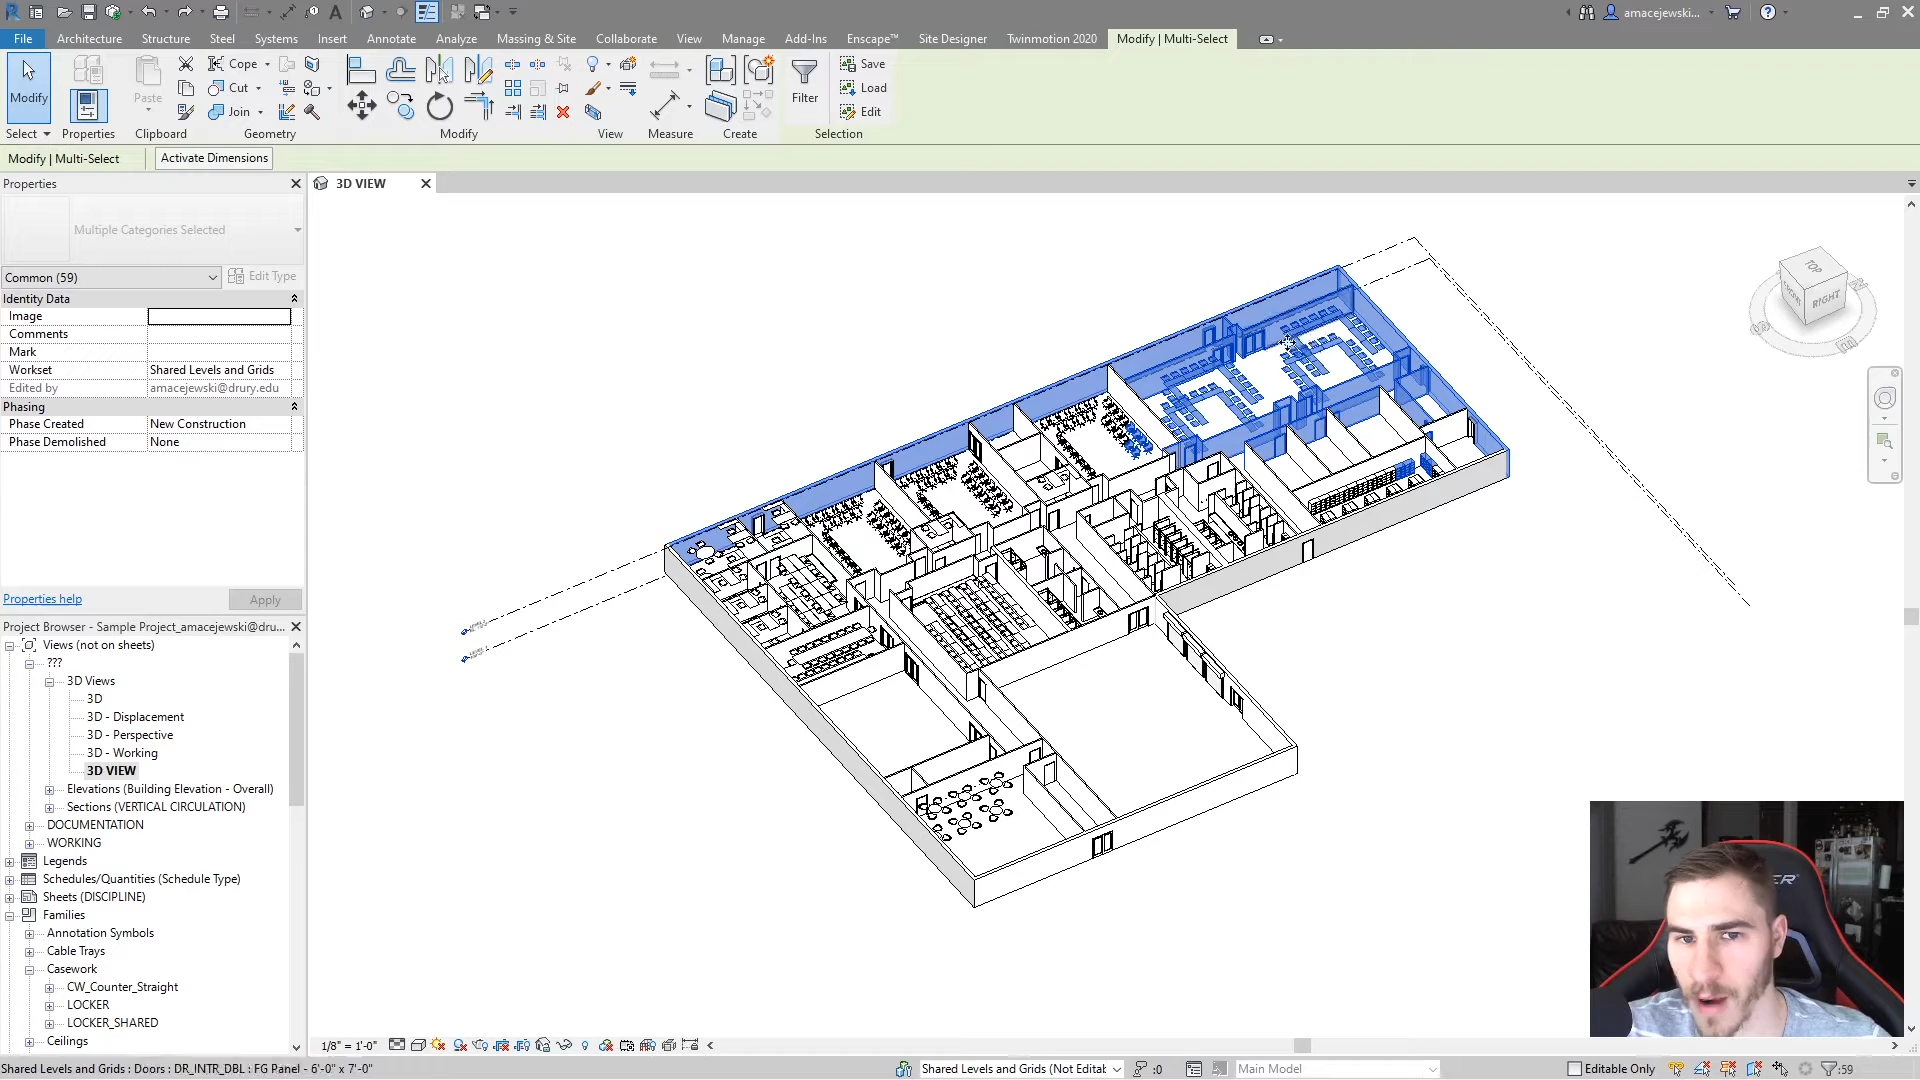 amacejewski...
File
Architecture
Structure
Steel
Systems
Insert
Annotate
Analyze
Massing & Site
Collaborate
View
Manage
Add-Ins
Enscape™
Site Designer
Twinmotion 2020
Modify | Multi-Select
Modify
Paste
Cope
Cut
Join
Filter
Save
Load
Edit
Select
Properties
Clipboard
Geometry
Modify
View
Measure
Create
Selection
Modify | Multi-Select
Activate Dimensions
Properties
3D VIEW
Multiple Categories Selected
Common (59)
Edit Type
Identity Data
Image
Comments
Mark
Workset Shared Levels and Grids
Edited by amacejewski@drury.edu
Phasing
Phase Created New Construction
Phase Demolished None
Properties help
Apply
TOP
FRONT
RIGHT
Project Browser - Sample Project_amacejewski@dru...
Views (not on sheets)
???
3D Views
3D
3D - Displacement
3D - Perspective
3D - Working
3D VIEW
Elevations (Building Elevation - Overall)
Sections (VERTICAL CIRCULATION)
DOCUMENTATION
WORKING
Legends
Schedules/Quantities (Schedule Type)
Sheets (DISCIPLINE)
Families
Annotation Symbols
Cable Trays
Casework
CW_Counter_Straight
LOCKER
LOCKER_SHARED
Ceilings
1/8" = 1'-0"
Shared Levels and Grids : Doors : DR_INTR_DBL : FG Panel - 6'-0" x 7'-0"
Shared Levels and Grids (Not Editab
:0
Main Model
Editable Only
:59